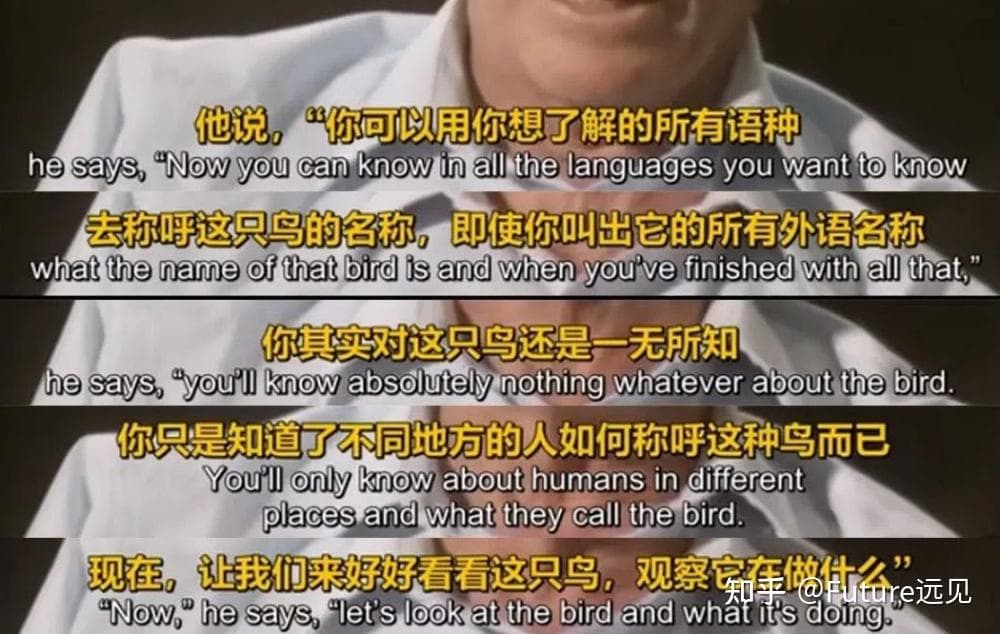 他说，“你可以用你想了解的所有语种
he says, “Now you can know in all the languages you want to know
去称呼这只鸟的名称，即使你叫出它的所有外语名称
what the name of that bird is and when you’ve finished with all that,”
你其实对这只鸟还是一无所知
he says, “you’ll know absolutely nothing whatever about the bird.
你只是知道了不同地方的人如何称呼这种鸟而已
You’ll only know about humans in different
places and what they call the bird.
现在，让我们来好好看看这只鸟，观察它在做什么”
“Now,” he says, “let’s look at the bird and what it’s doing.”
知乎 @Future远见